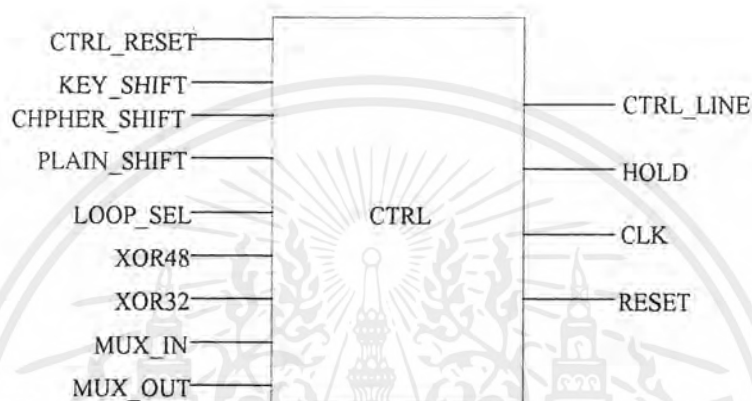 CTRL_RESET
KEY_SHIFT
CHPHER_SHIFT
PLAIN_SHIFT
LOOP_SEL
XOR48
XOR32
MUX_IN
MUX_OUT
CTRL
CTRL_LINE
HOLD
CLK
RESET